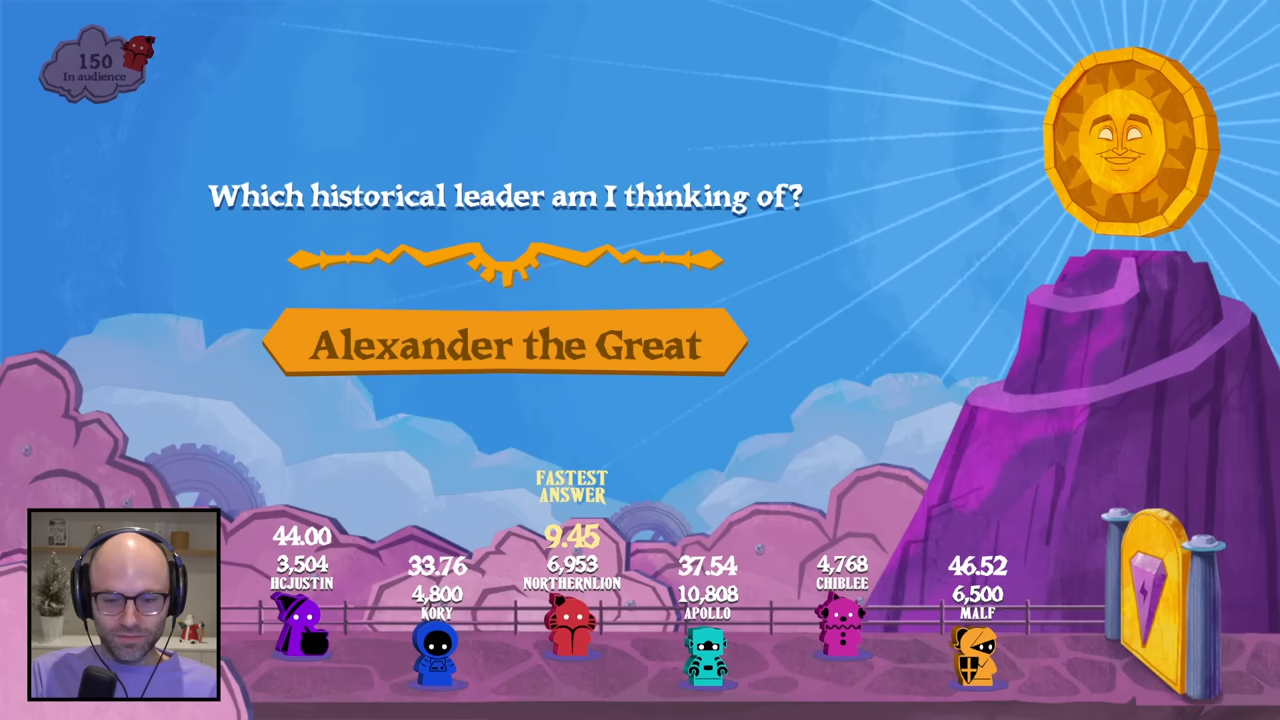 150
In audience
Which historical leader am I thinking of?
Alexander the Great
FASTEST
ANSWER
44.00
3,504
HCJUSTIN
33.76
4,800
KORY
9.45
6,953
NORTHERNLION
37.54
10,808
APOLLO
4,768
CHIBLEE
46.52
6,500
MALF